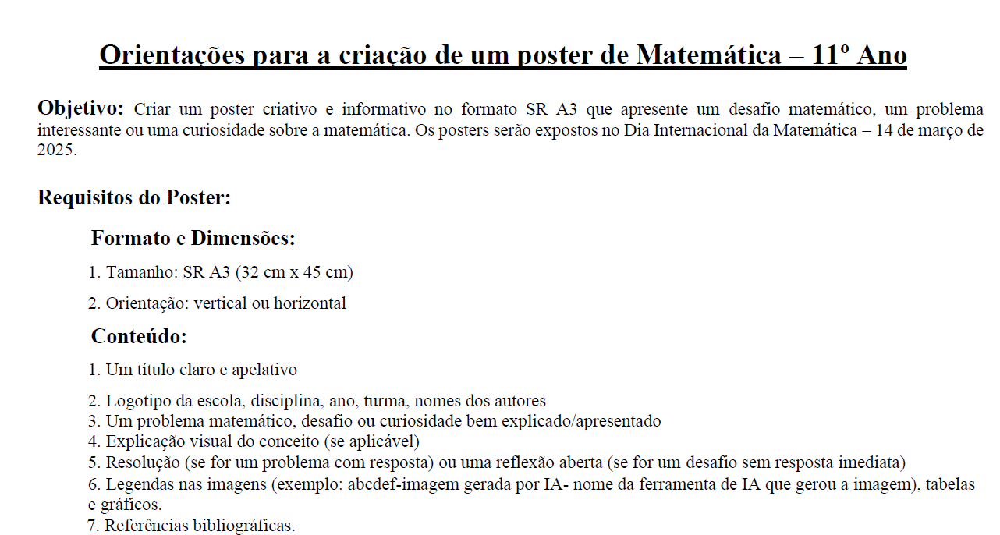 Orientações para a criação de um poster de Matemática – 11º Ano
Objetivo: Criar um poster criativo e informativo no formato SR A3 que apresente um desafio matemático, um problema
interessante ou uma curiosidade sobre a matemática. Os posters serão expostos no Dia Internacional da Matemática – 14 de março de
2025.
Requisitos do Poster:
Formato e Dimensões:
1. Tamanho: SR A3 (32 cm x 45 cm)
2. Orientação: vertical ou horizontal
Conteúdo:
1. Um título claro e apelativo
2. Logotipo da escola, disciplina, ano, turma, nomes dos autores
3. Um problema matemático, desafio ou curiosidade bem explicado/apresentado
4. Explicação visual do conceito (se aplicável)
5. Resolução (se for um problema com resposta) ou uma reflexão aberta (se for um desafio sem resposta imediata)
6. Legendas nas imagens (exemplo: abcdef-imagem gerada por IA- nome da ferramenta de IA que gerou a imagem), tabelas
e gráficos.
7. Referências bibliográficas.